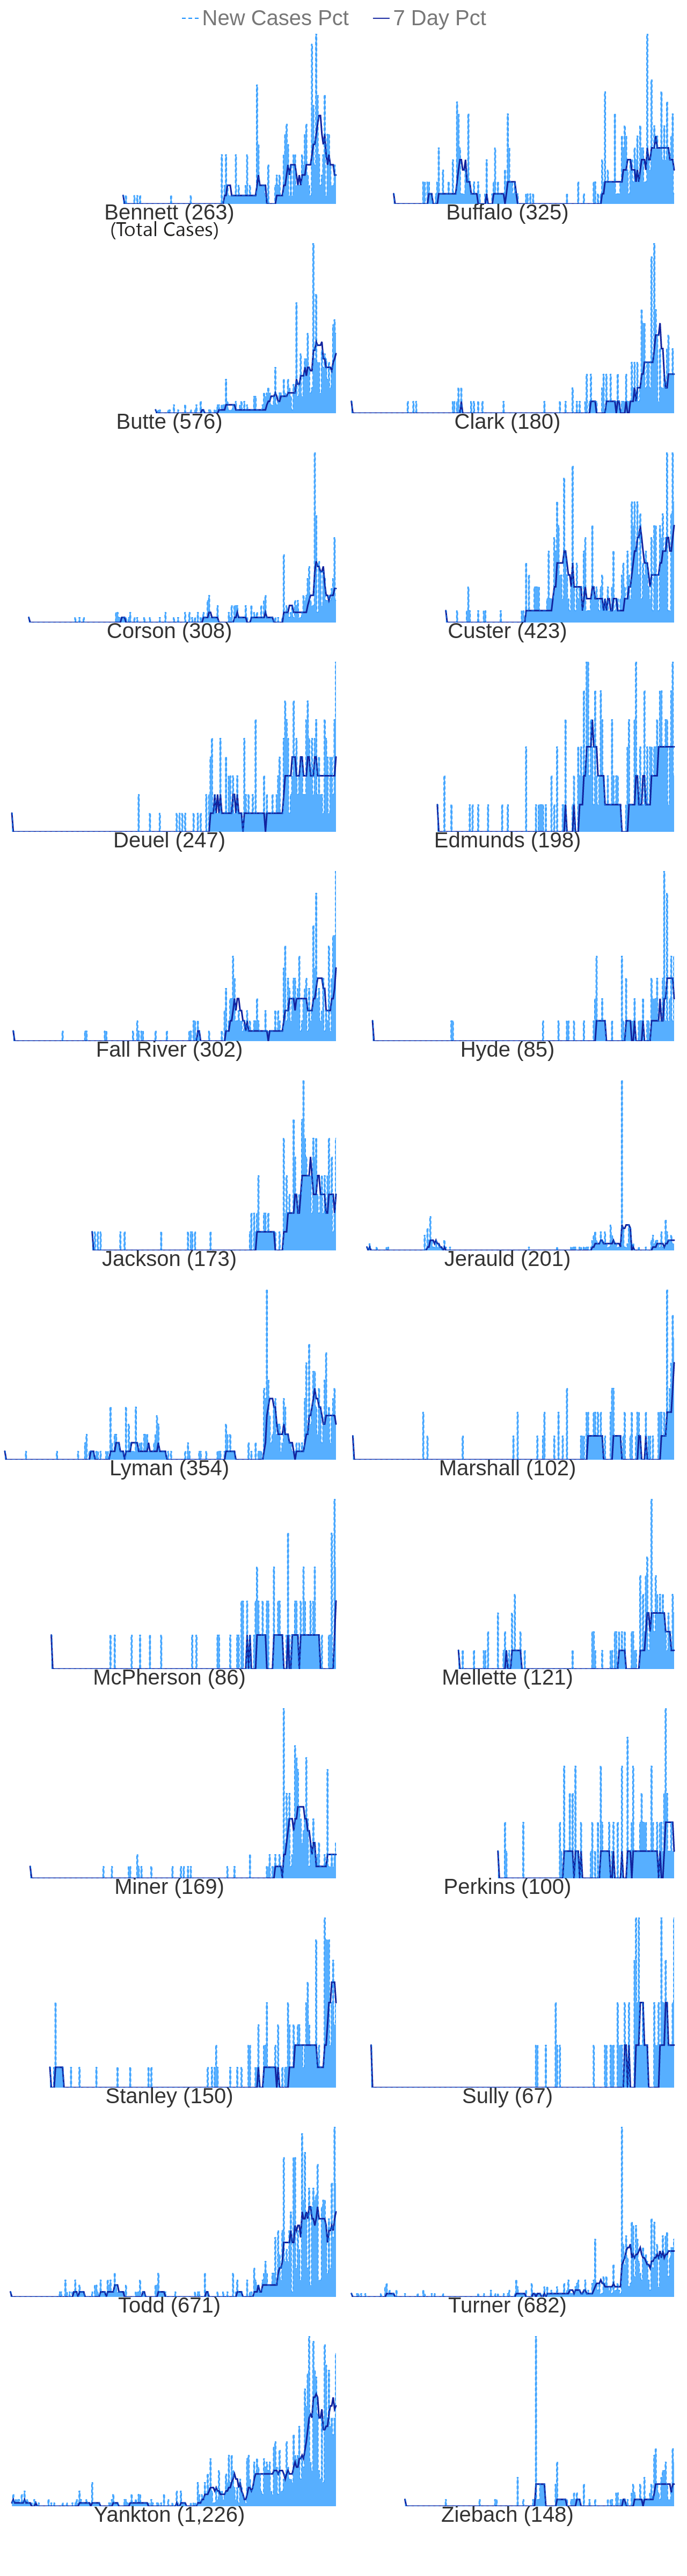 New Cases Pct 7 Day Pct
Bennett (263) Buffalo (325)
(Total Cases)
Butte (576) Clark (180)
Corson (308) Custer (423)
Deuel (247) Edmunds (198)
Fall River (302) Hyde (85)
Jackson (173) Jerauld (201)
Lyman (354) Marshall (102)
McPherson (86) Mellette (121)
Miner (169) Perkins (100)
Stanley (150) Sully (67)
Todd (671) Turner (682)
Yankton (1,226) Ziebach (148)